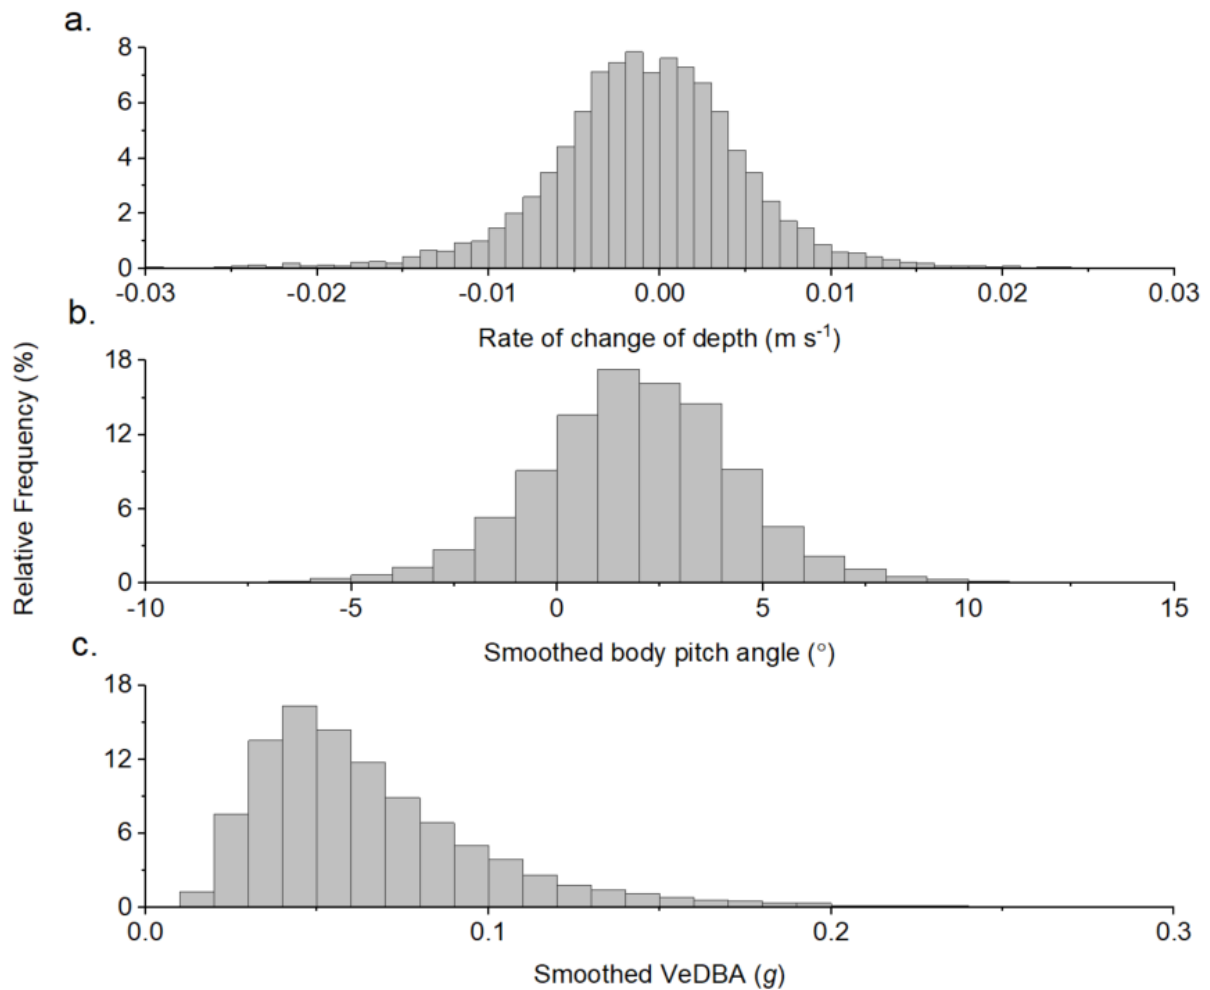 a.
8
6
4
2
0
-0.03 -0.02 -0.01 0.00 0.01 0.02 0.03
Rate of change of depth (m s⁻¹)
b.
Relative Frequency (%)
18
12
6
0
-10 -5 0 5 10 15
Smoothed body pitch angle (°)
c.
18
12
6
0
0.0 0.1 0.2 0.3
Smoothed VeDBA (g)